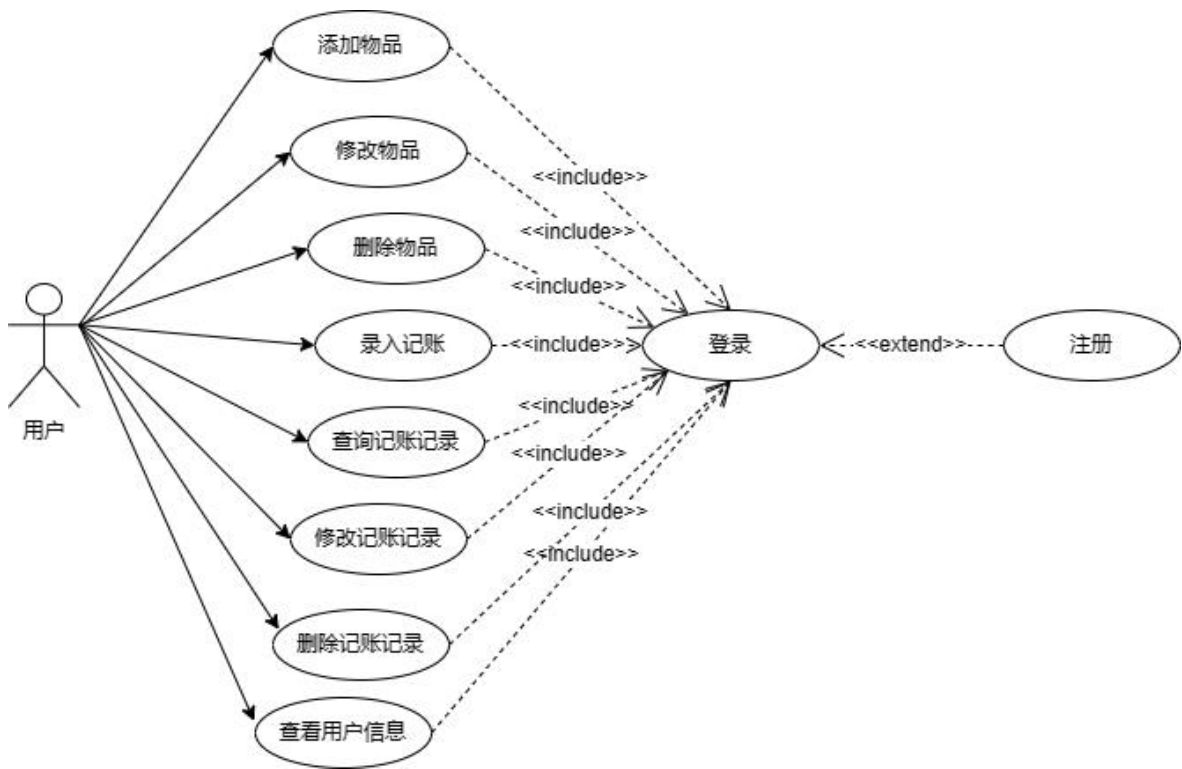 添加物品
修改物品
<<include>>
<<include>>
删除物品
<<include>>
录入记账
<<include>>
登录
<<extend>>
注册
用户
<<include>>
查询记账记录
<<include>>
修改记账记录
<<include>>
<<include>>
删除记账记录
查看用户信息